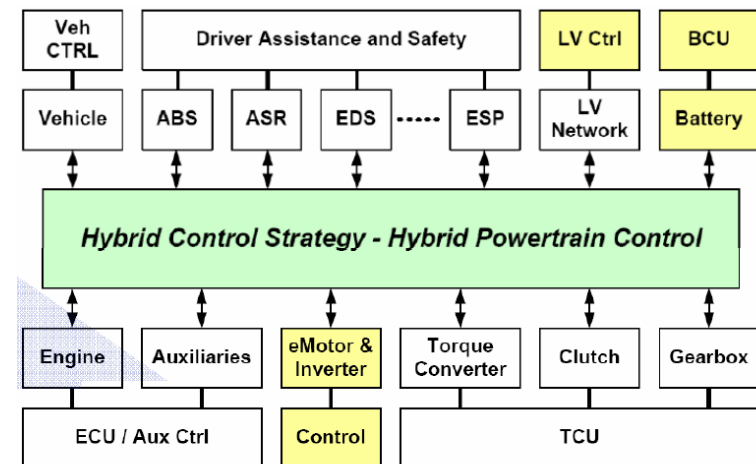 Veh
CTRL
Driver Assistance and Safety
LV Ctrl
BCU
Vehicle
ABS
ASR
EDS
ESP
LV
Network
Battery
Hybrid Control Strategy - Hybrid Powertrain Control
Engine
Auxiliaries
eMotor &
Inverter
Torque
Converter
Clutch
Gearbox
ECU / Aux Ctrl
Control
TCU